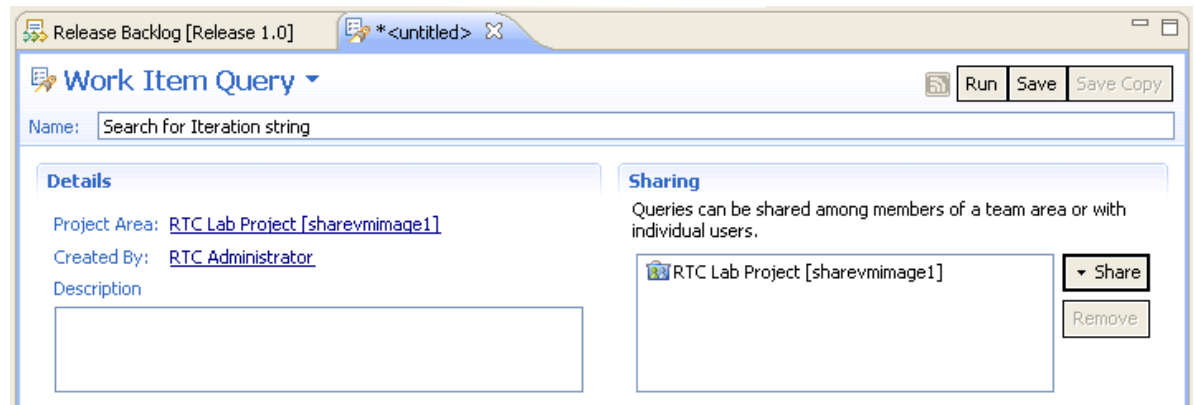 Release Backlog [Release 1.0] *<untitled>
Work Item Query Run Save Save Copy
Name: Search for Iteration string
Details
Project Area: RTC Lab Project [sharevmimage1]
Created By: RTC Administrator
Description
Sharing
Queries can be shared among members of a team area or with
individual users.
RTC Lab Project [sharevmimage1] Share
Remove